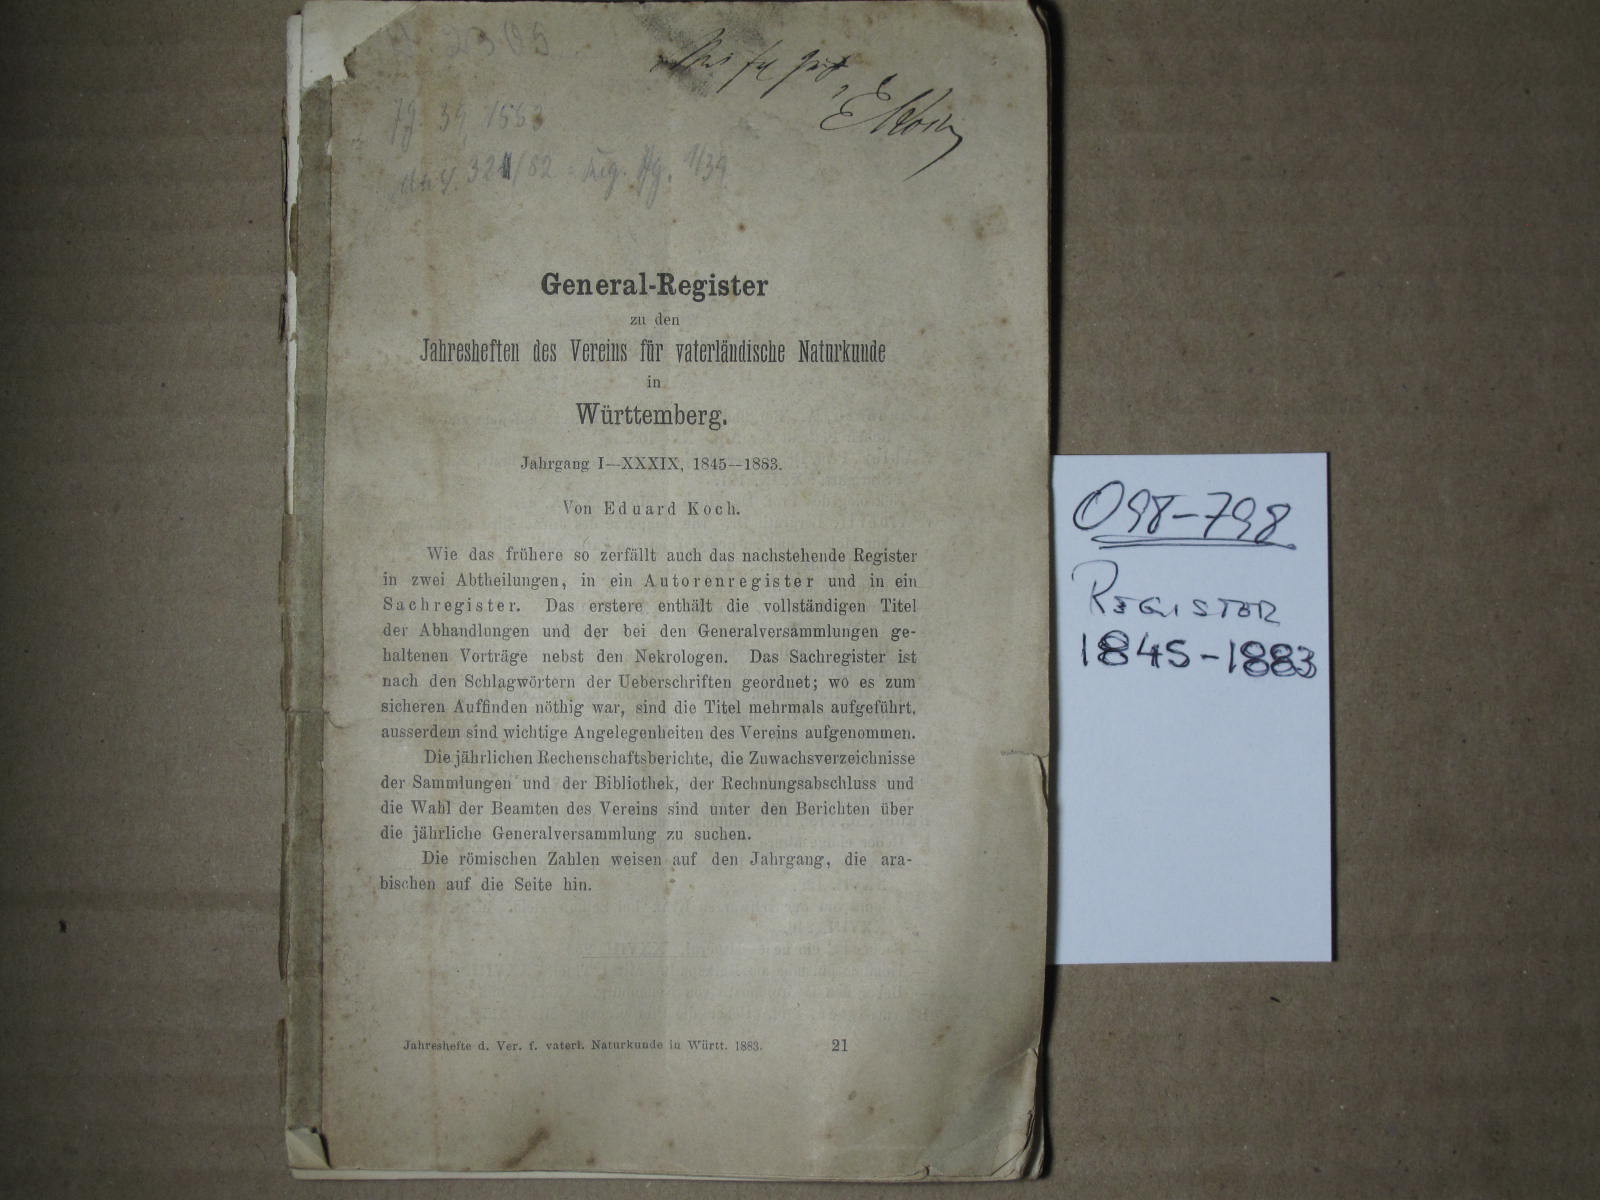 E Koch
Jg. 39, 1883
General-Register
zu den
Jahresheften des Vereins für vaterländische Naturkunde
in
Württemberg.
Jahrgang I—XXXIX, 1845—1883.
Von Eduard Koch.
Wie das frühere so zerfällt auch das nachstehende Register
in zwei Abtheilungen, in ein Autorenregister und in ein
Sachregister. Das erstere enthält die vollständigen Titel
der Abhandlungen und der bei den Generalversammlungen ge-
haltenen Vorträge nebst den Nekrologen. Das Sachregister ist
nach den Schlagwörtern der Ueberschriften geordnet; wo es zum
sicheren Auffinden nöthig war, sind die Titel mehrmals aufgeführt,
ausserdem sind wichtige Angelegenheiten des Vereins aufgenommen.
Die jährlichen Rechenschaftsberichte, die Zuwachsverzeichnisse
der Sammlungen und der Bibliothek, der Rechnungsabschluss und
die Wahl der Beamten des Vereins sind unter den Berichten über
die jährliche Generalversammlung zu suchen.
Die römischen Zahlen weisen auf den Jahrgang, die ara-
bischen auf die Seite hin.
Jahreshefte d. Ver. f. vaterl. Naturkunde in Württ. 1883. 21
098-798
REGISTER
1845-1883